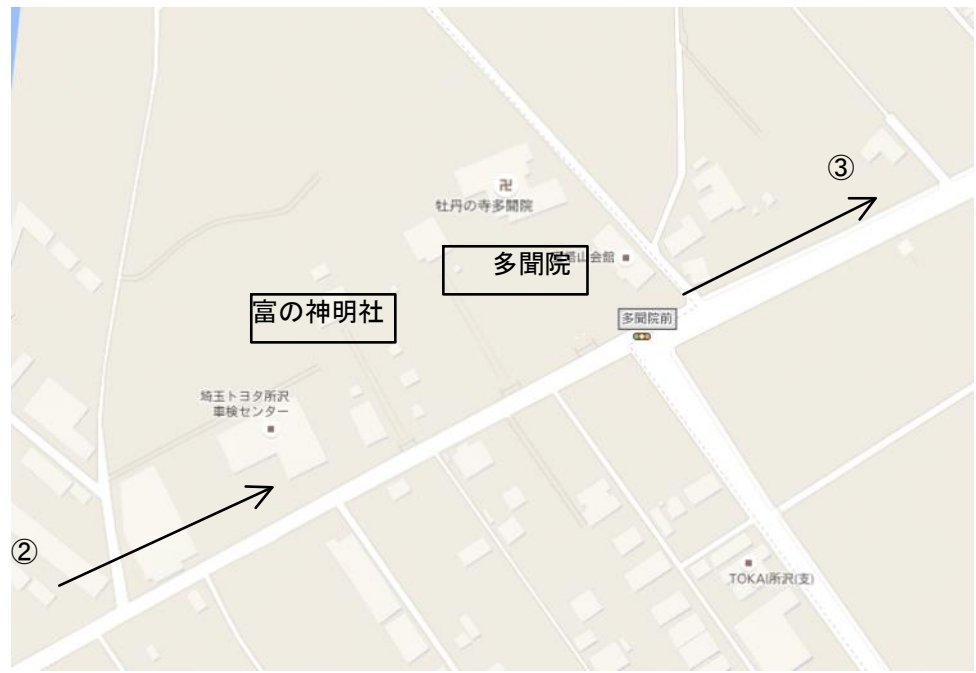 ③
卍
牡丹の寺多聞院
多聞院
会館
富の神明社
多聞院前
埼玉トヨタ所沢
車検センター
②
TOKAI所沢(支)